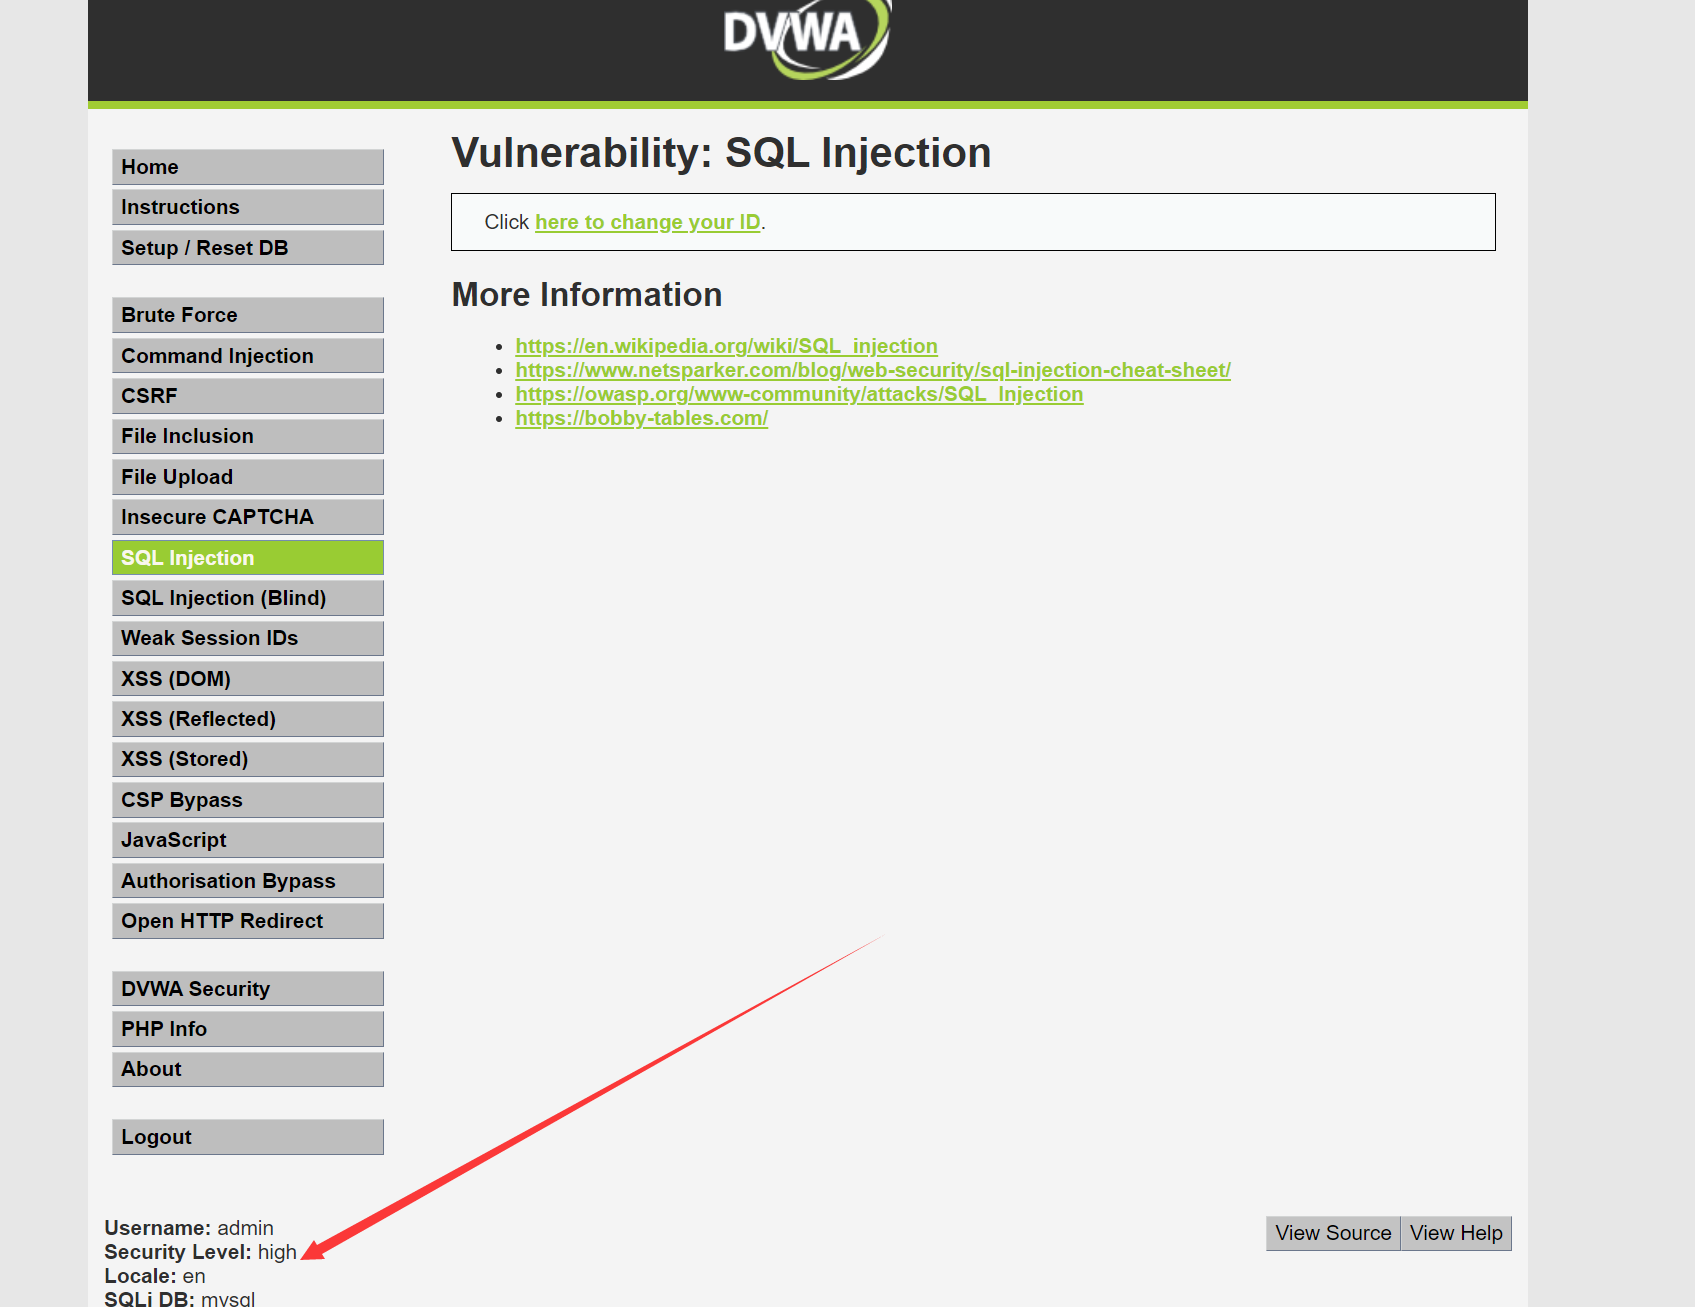 DVWA
Vulnerability: SQL Injection
Click here to change your ID.
More Information
https://en.wikipedia.org/wiki/SQL_injection
https://www.netsparker.com/blog/web-security/sql-injection-cheat-sheet/
https://owasp.org/www-community/attacks/SQL_Injection
https://bobby-tables.com/
Home
Instructions
Setup / Reset DB
Brute Force
Command Injection
CSRF
File Inclusion
File Upload
Insecure CAPTCHA
SQL Injection
SQL Injection (Blind)
Weak Session IDs
XSS (DOM)
XSS (Reflected)
XSS (Stored)
CSP Bypass
JavaScript
Authorisation Bypass
Open HTTP Redirect
DVWA Security
PHP Info
About
Logout
Username: admin
Security Level: high
Locale: en
SQLi DB: mysql
View Source
View Help